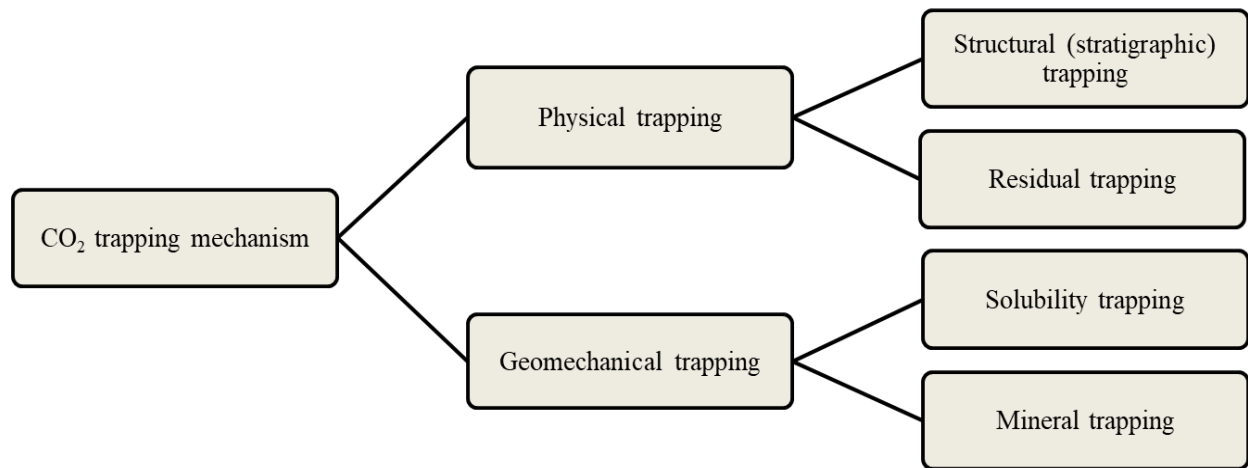 Structural (stratigraphic)
trapping
Physical trapping
Residual trapping
CO₂ trapping mechanism
Solubility trapping
Geomechanical trapping
Mineral trapping